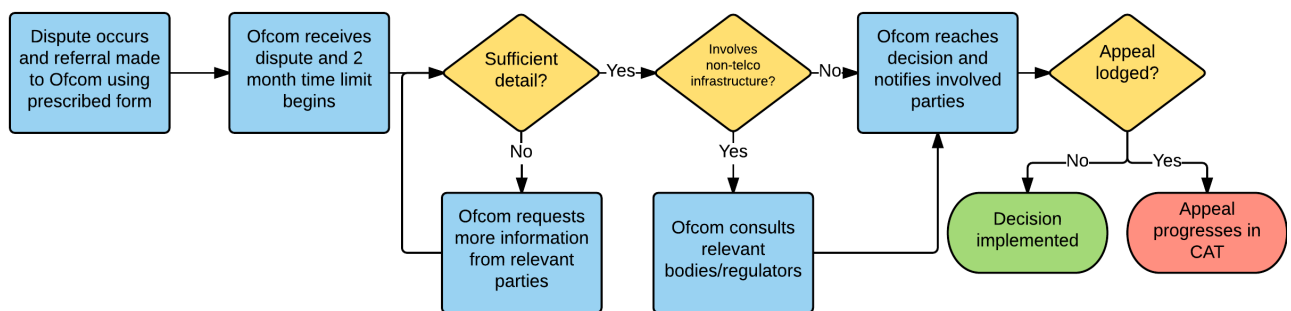 Dispute occurs
and referral made
to Ofcom using
prescribed form
Ofcom receives
dispute and 2
month time limit
begins
Sufficient
detail?
Yes
No
Ofcom requests
more information
from relevant
parties
Involves
non-telco
infrastructure?
No
Yes
Ofcom consults
relevant
bodies/regulators
Ofcom reaches
decision and
notifies involved
parties
Appeal
lodged?
No
Yes
Decision
implemented
Appeal
progresses in
CAT